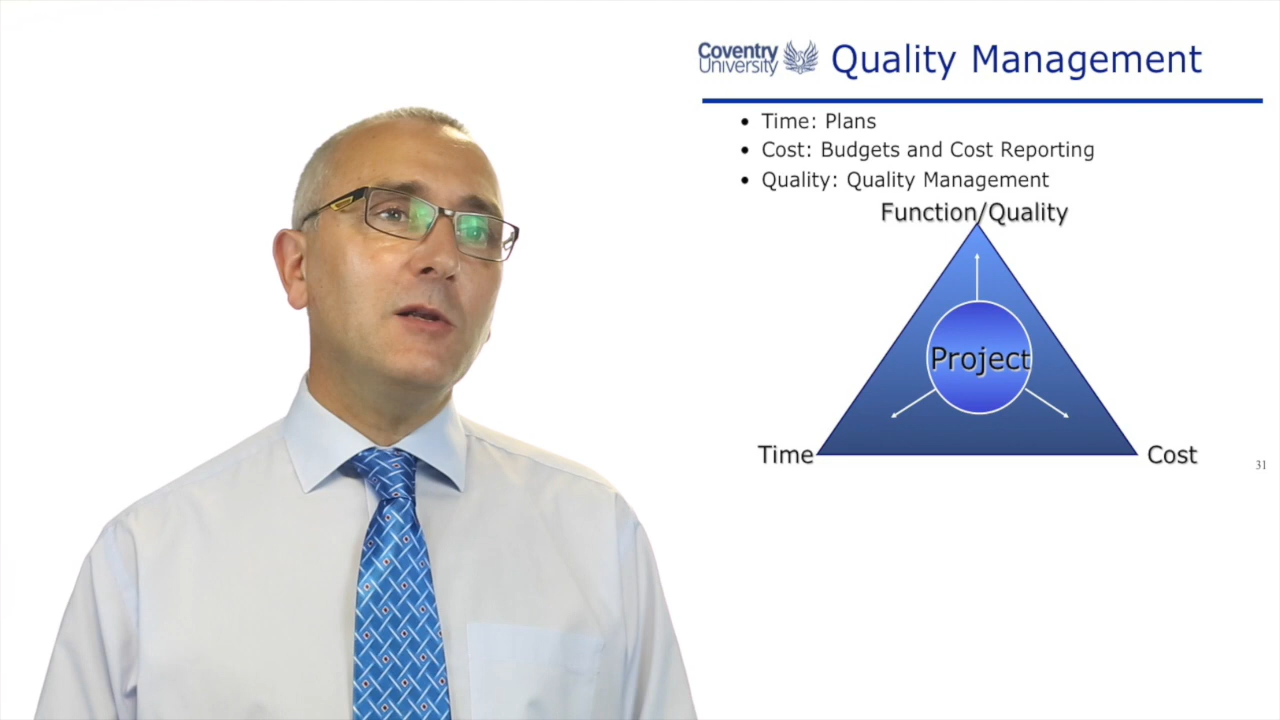 Coventry
University
Quality Management
• Time: Plans
• Cost: Budgets and Cost Reporting
• Quality: Quality Management
Function/Quality
Project
Time
Cost
31